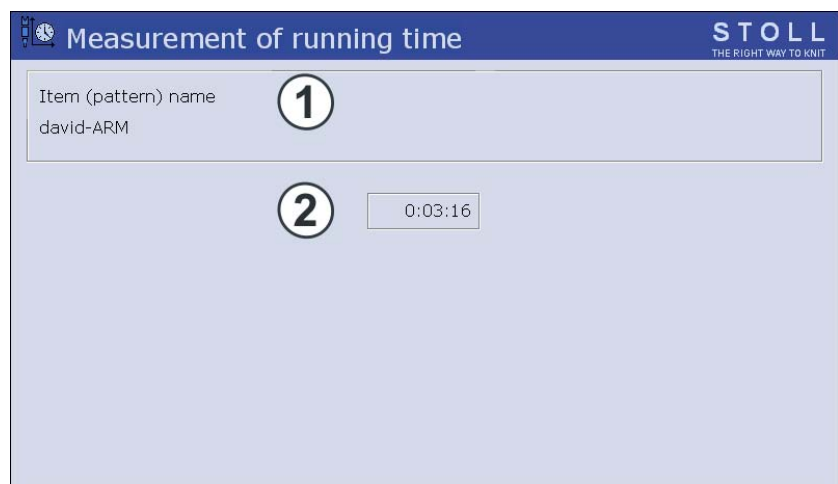 Measurement of running time
STOLL
THE RIGHT WAY TO KNIT
Item (pattern) name
1
david-ARM
2
0:03:16